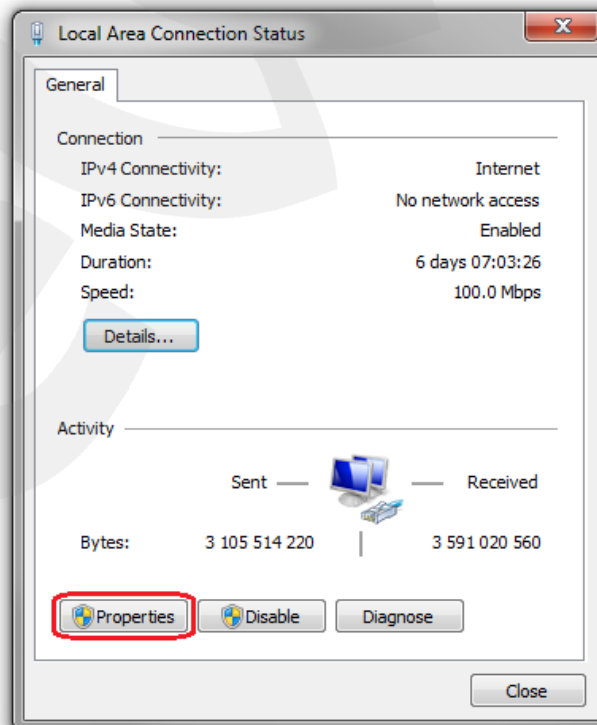 Local Area Connection Status
General
Connection
IPv4 Connectivity: Internet
IPv6 Connectivity: No network access
Media State: Enabled
Duration: 6 days 07:03:26
Speed: 100.0 Mbps
Details...
Activity
Sent Received
Bytes: 3 105 514 220 3 591 020 560
Properties Disable Diagnose
Close